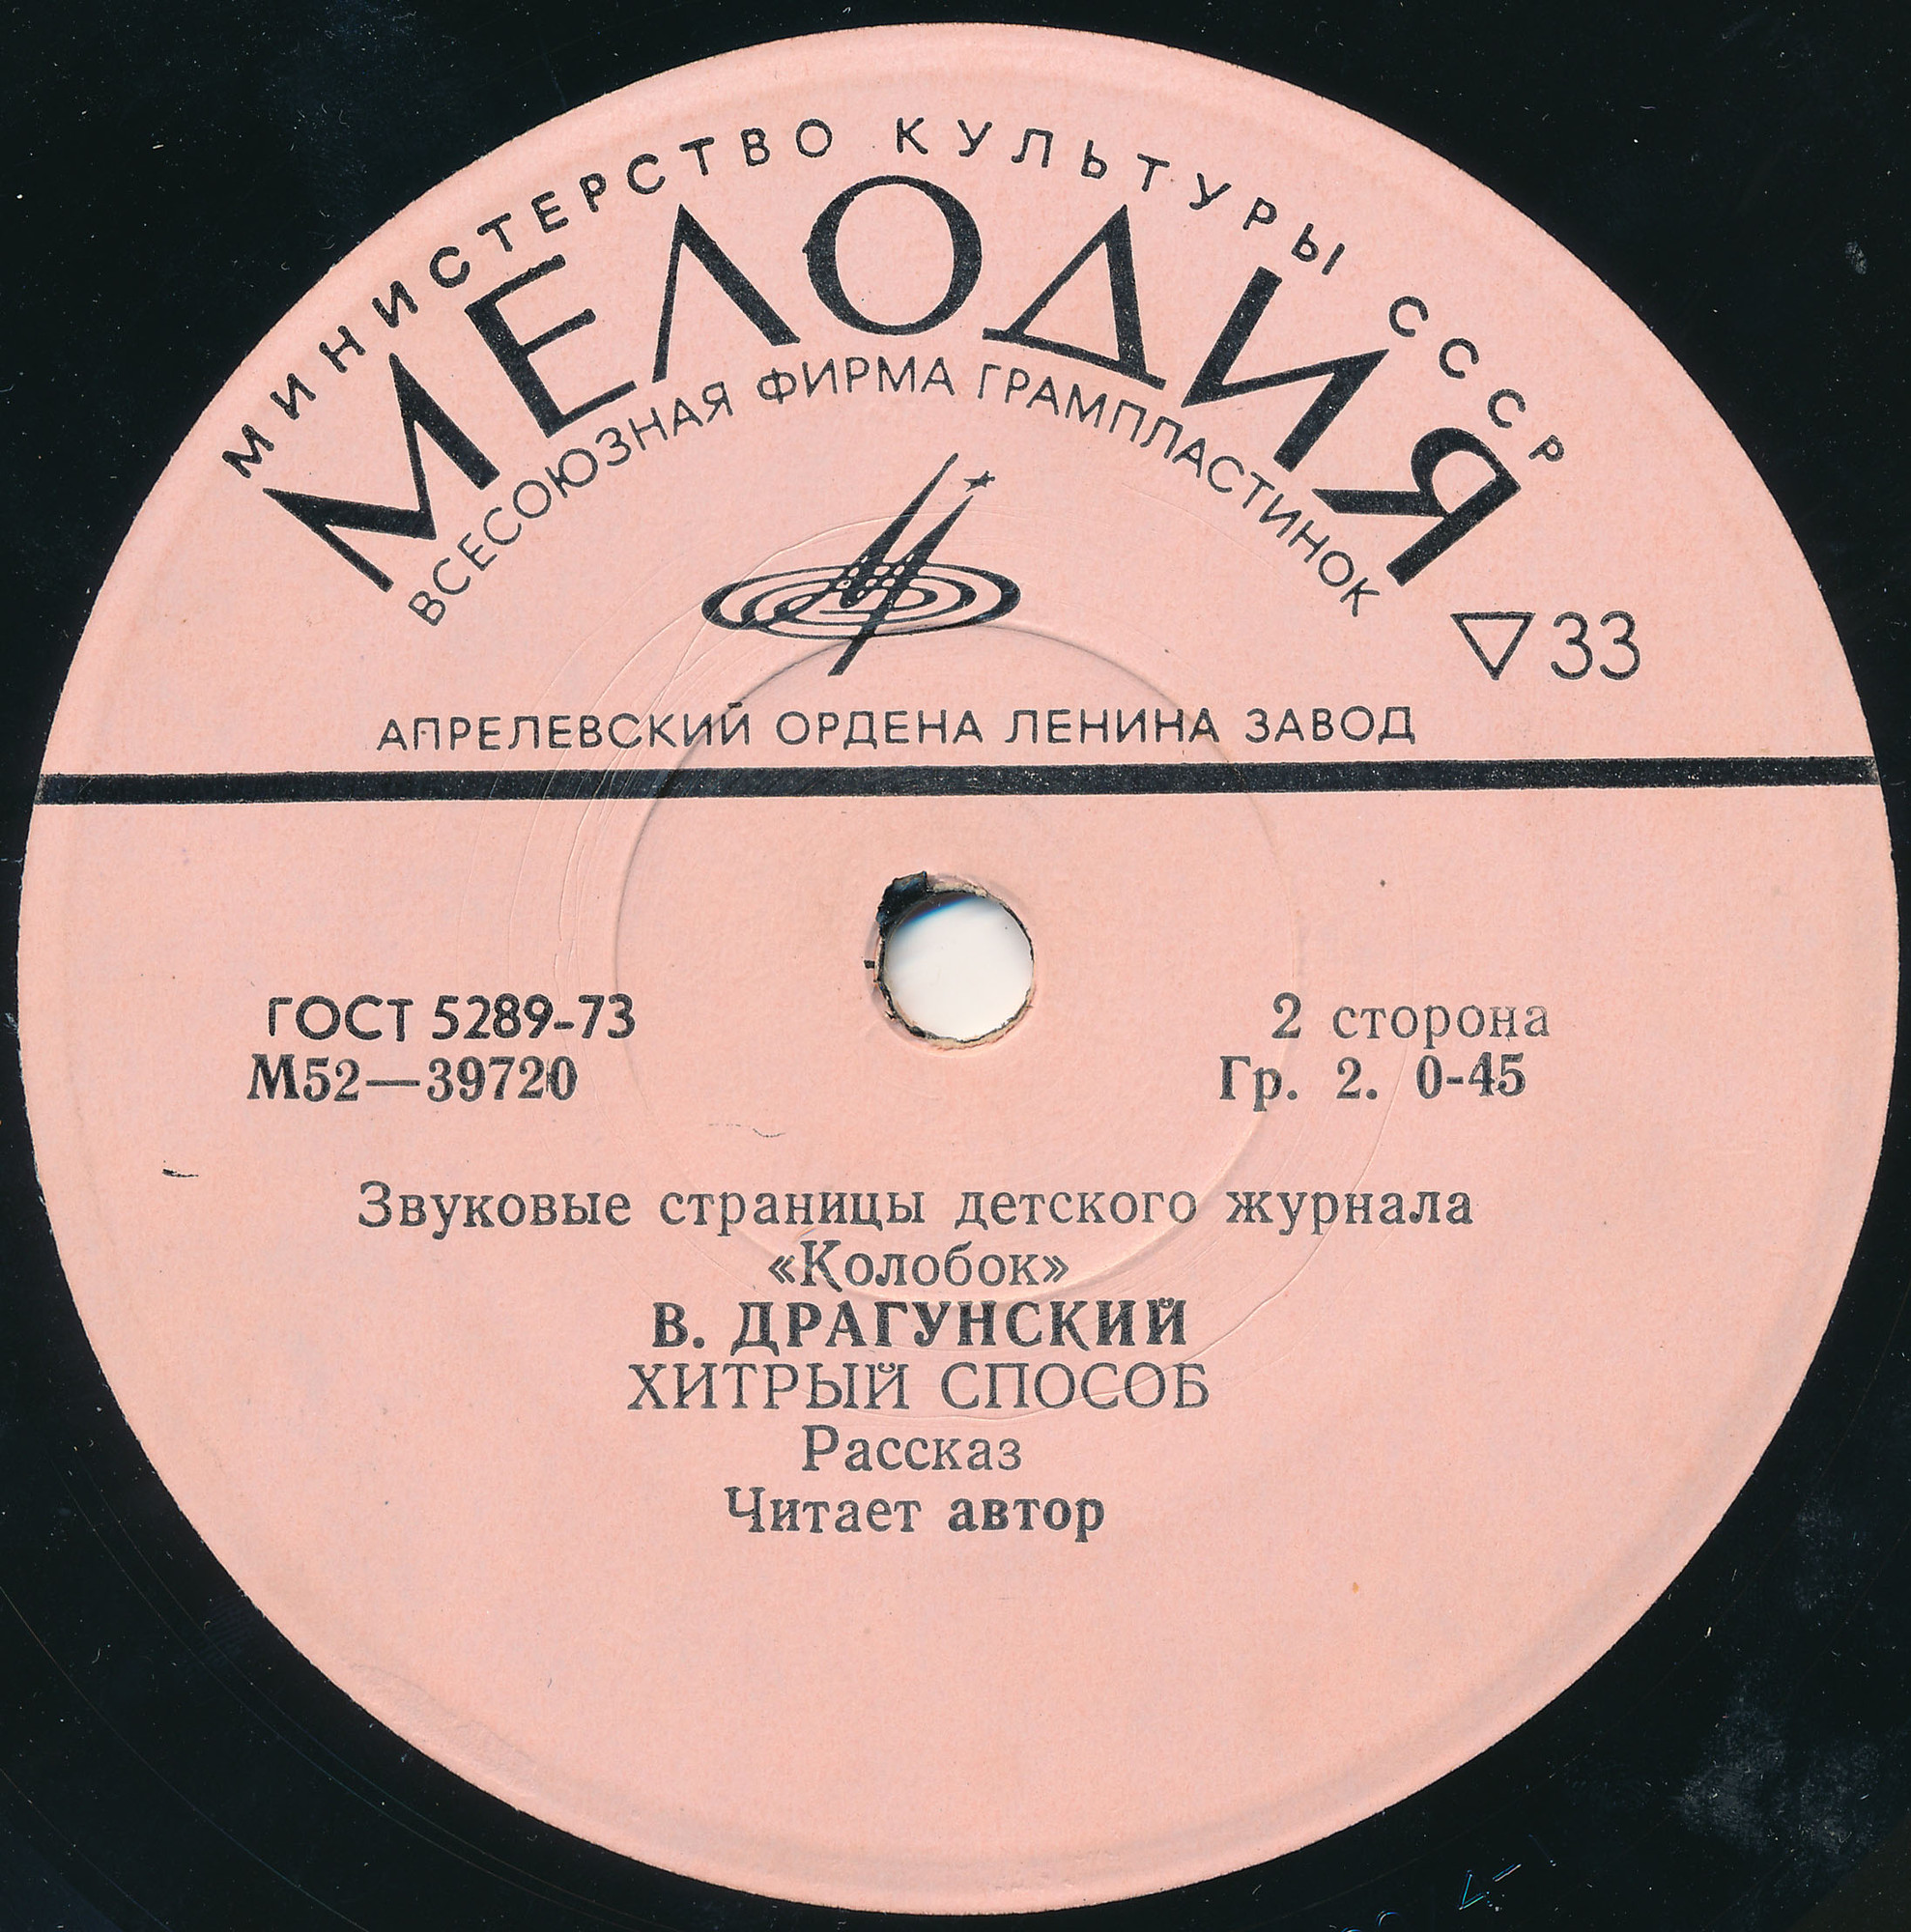 МИНИСТЕРСТВО КУЛЬТУРЫ СССР
МЕЛОДИЯ
ВСЕСОЮЗНАЯ ФИРМА ГРАМПЛАСТИНОК
▽33
АПРЕЛЕВСКИЙ ОРДЕНА ЛЕНИНА ЗАВОД
ГОСТ 5289-73
М52—39720
2 сторона
Гр. 2. 0-45
Звуковые страницы детского журнала
«Колобок»
В. ДРАГУНСКИЙ
ХИТРЫЙ СПОСОБ
Рассказ
Читает автор